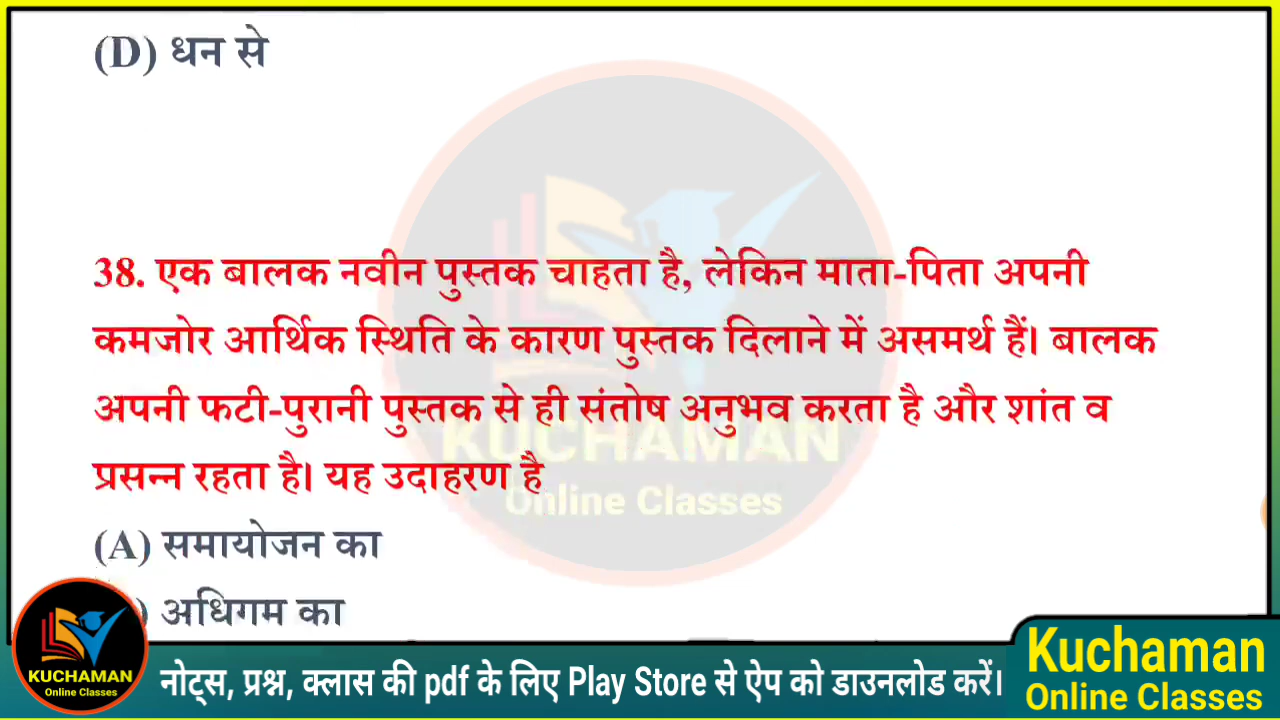 (D) धन से
38. एक बालक नवीन पुस्तक चाहता है, लेकिन माता-पिता अपनी
कमजोर आर्थिक स्थिति के कारण पुस्तक दिलाने में असमर्थ हैं। बालक
अपनी फटी-पुरानी पुस्तक से ही संतोष अनुभव करता है और शांत व
प्रसन्न रहता है। यह उदाहरण है
KUCHAMAN
Online Classes
(A) समायोजन का
) अधिगम का
KUCHAMAN
Online Classes
नोट्स, प्रश्न, क्लास की pdf के लिए Play Store से ऐप को डाउनलोड करें।
Kuchaman
Online Classes